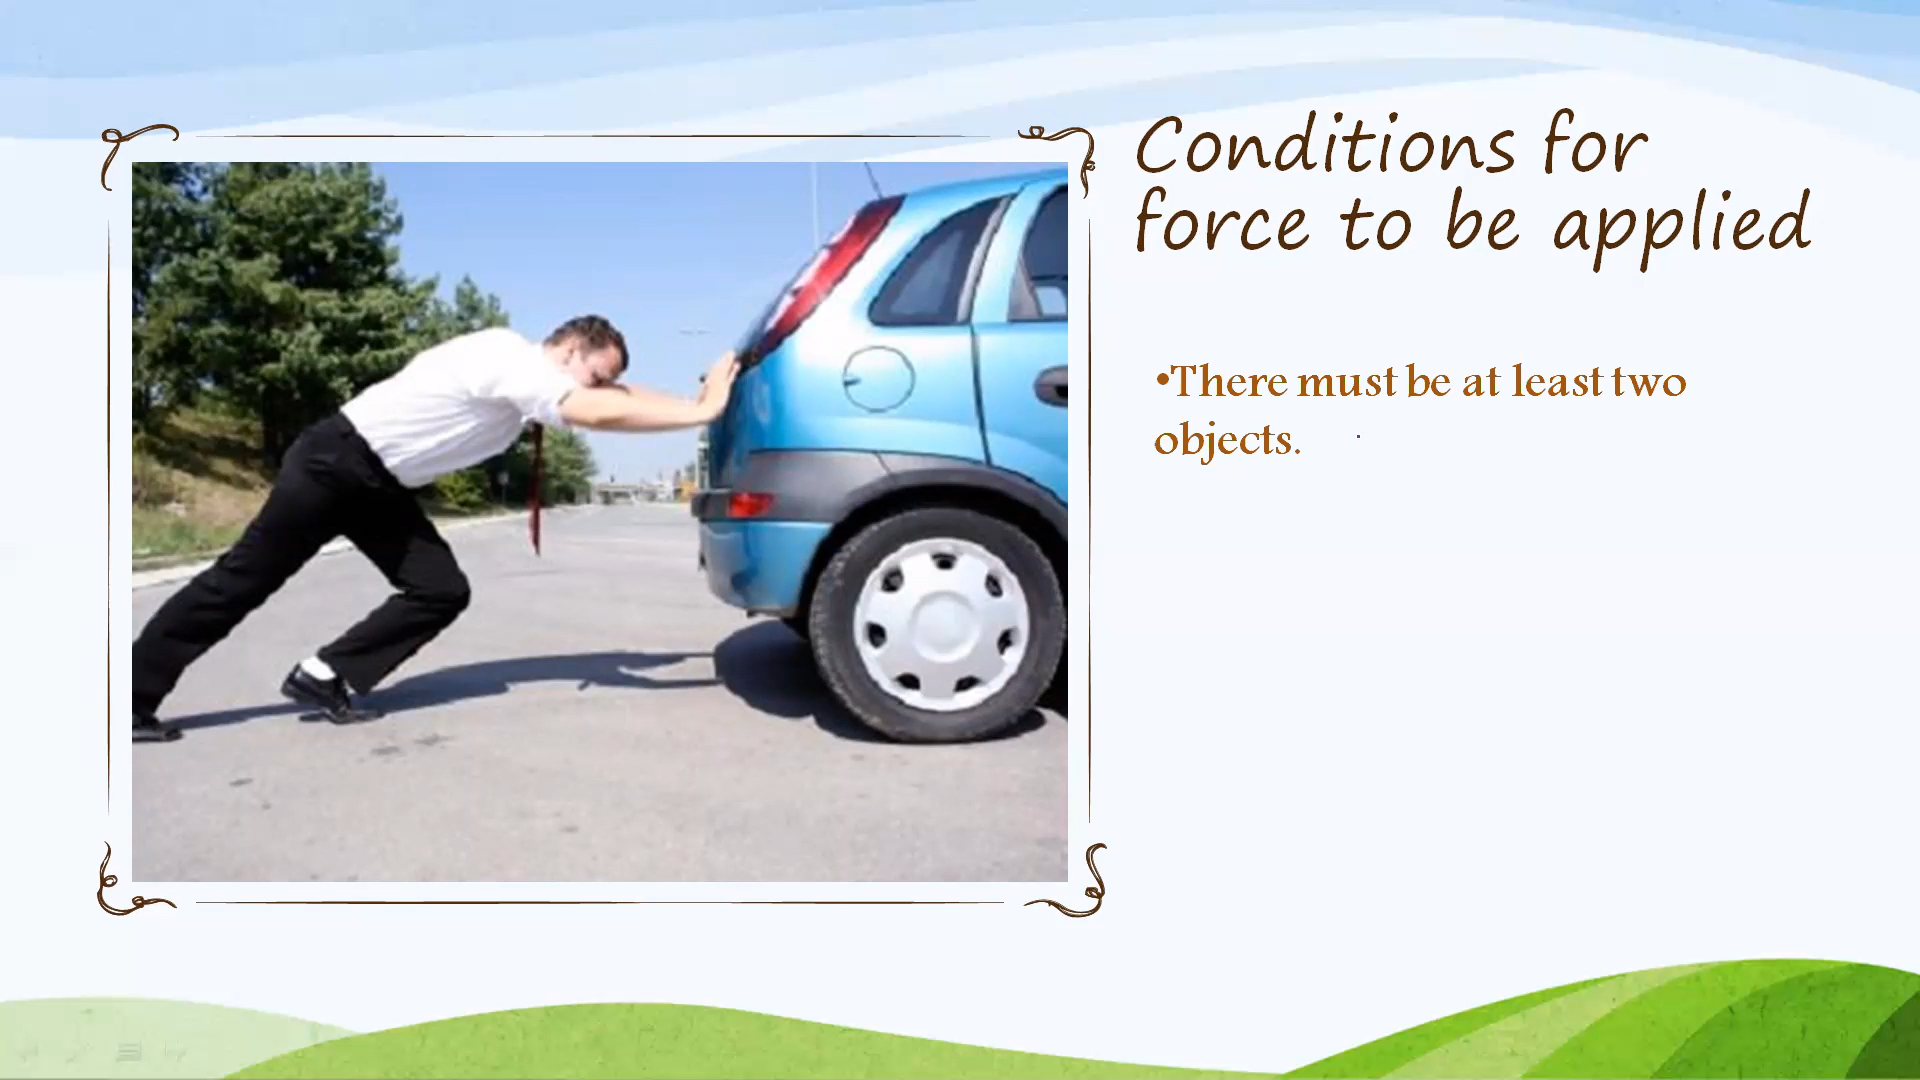 Conditions for
force to be applied
•There must be at least two
objects.